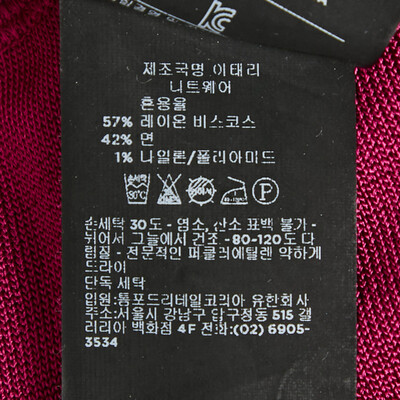 제조국명 이태리
니트웨어
혼용율
57% 레이온 비스코스
42% 면
1% 나일론/폴리아미드
손세탁 30도 - 염소, 산소 표백 불가 -
뉘어서 그늘에서 건조 -80-120도 다
림질 - 전문적인 퍼클러에틸렌 약하게
드라이
단독 세탁
입원:톰포드리테일코리아 유한회사
주소:서울시 강남구 압구정동 515 갤
러리아 백화점 4F 전화:(02) 6905-
3534